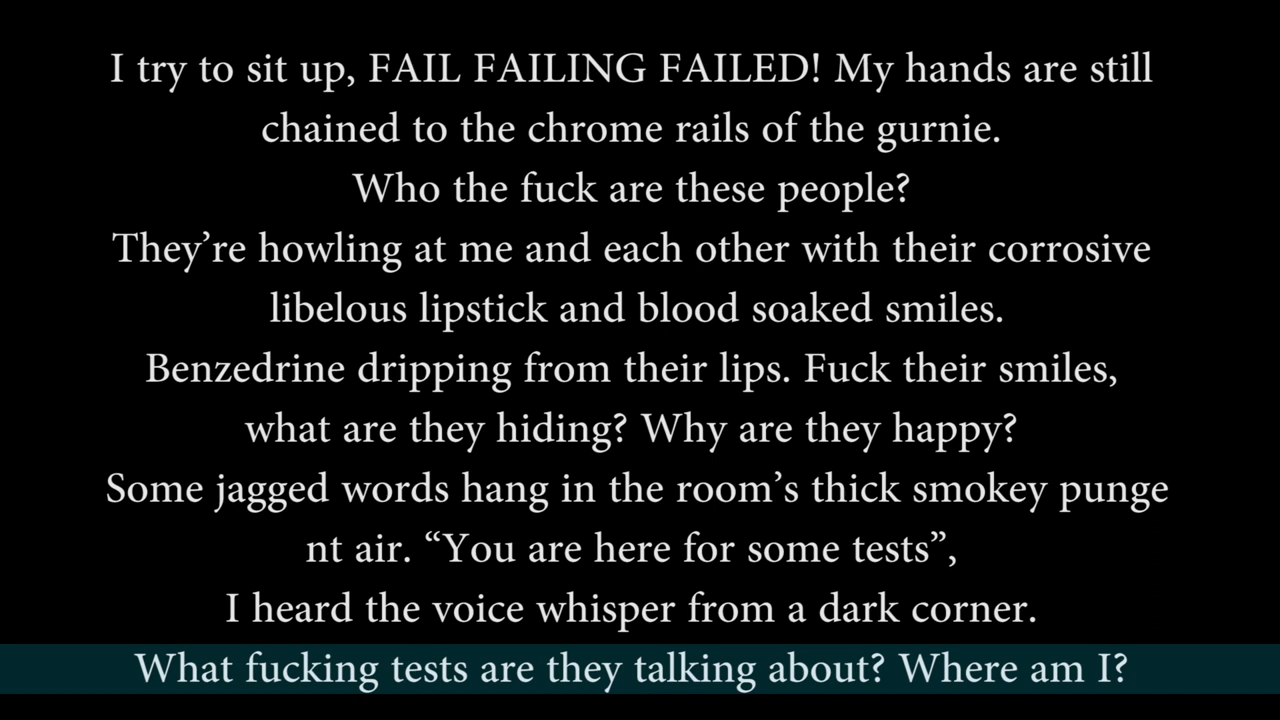 I try to sit up, FAIL FAILING FAILED! My hands are still
chained to the chrome rails of the gurnie.
Who the fuck are these people?
They’re howling at me and each other with their corrosive
libelous lipstick and blood soaked smiles.
Benzedrine dripping from their lips. Fuck their smiles,
what are they hiding? Why are they happy?
Some jagged words hang in the room’s thick smokey punge
nt air. “You are here for some tests”,
I heard the voice whisper from a dark corner.
What fucking tests are they talking about? Where am I?